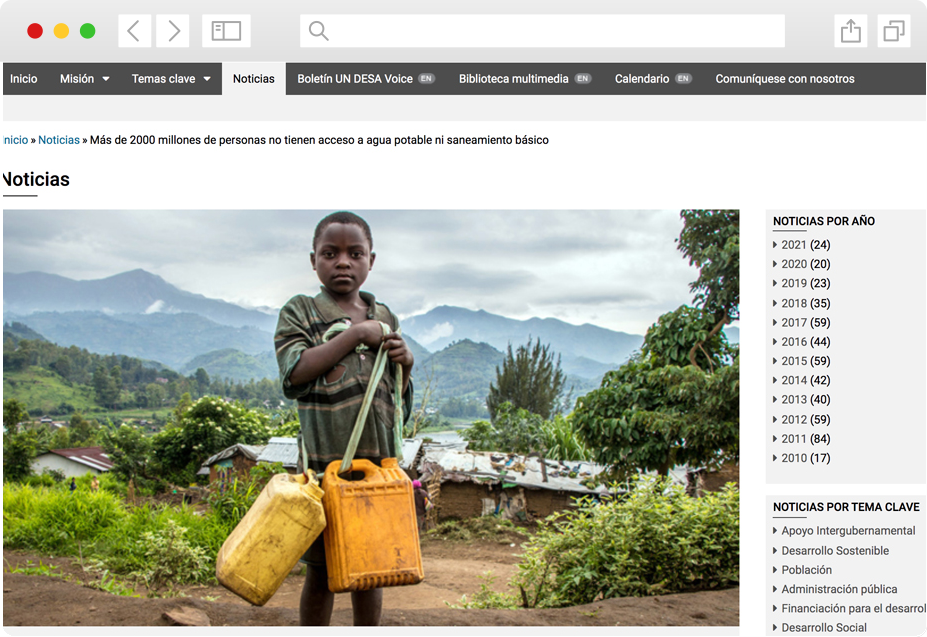 Inicio Misión Temas clave Noticias Boletín UN DESA Voice EN Biblioteca multimedia EN Calendario EN Comuníquese con nosotros
nicio » Noticias » Más de 2000 millones de personas no tienen acceso a agua potable ni saneamiento básico
Noticias
NOTICIAS POR AÑO
2021 (24)
2020 (20)
2019 (23)
2018 (35)
2017 (59)
2016 (44)
2015 (59)
2014 (42)
2013 (40)
2012 (59)
2011 (84)
2010 (17)
NOTICIAS POR TEMA CLAVE
Apoyo Intergubernamental
Desarrollo Sostenible
Población
Administración pública
Financiación para el desarrol
Desarrollo Social